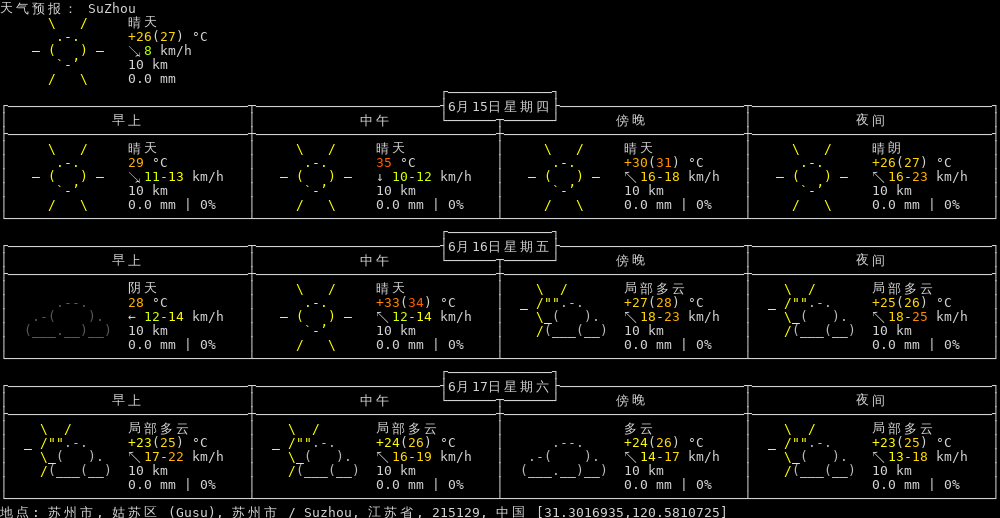 天气预报: SuZhou
晴天
+26(27) °C
↘ 8 km/h
10 km
0.0 mm
6月15日星期四
早上 中午 傍晚 夜间
晴天 晴天 晴天 晴朗
29 °C 35 °C +30(31) °C +26(27) °C
↘ 11-13 km/h ↓ 10-12 km/h ↖ 16-18 km/h ↖ 16-23 km/h
10 km 10 km 10 km 10 km
0.0 mm | 0% 0.0 mm | 0% 0.0 mm | 0% 0.0 mm | 0%
6月16日星期五
早上 中午 傍晚 夜间
阴天 晴天 局部多云 局部多云
28 °C +33(34) °C +27(28) °C +25(26) °C
← 12-14 km/h ↖ 12-14 km/h ↖ 18-23 km/h ↖ 18-25 km/h
10 km 10 km 10 km 10 km
0.0 mm | 0% 0.0 mm | 0% 0.0 mm | 0% 0.0 mm | 0%
6月17日星期六
早上 中午 傍晚 夜间
局部多云 局部多云 多云 局部多云
+23(25) °C +24(26) °C +24(26) °C +23(25) °C
↖ 17-22 km/h ↖ 16-19 km/h ↖ 14-17 km/h ↖ 13-18 km/h
10 km 10 km 10 km 10 km
0.0 mm | 0% 0.0 mm | 0% 0.0 mm | 0% 0.0 mm | 0%
地点: 苏州市, 姑苏区 (Gusu), 苏州市 / Suzhou, 江苏省, 215129, 中国 [31.3016935,120.5810725]